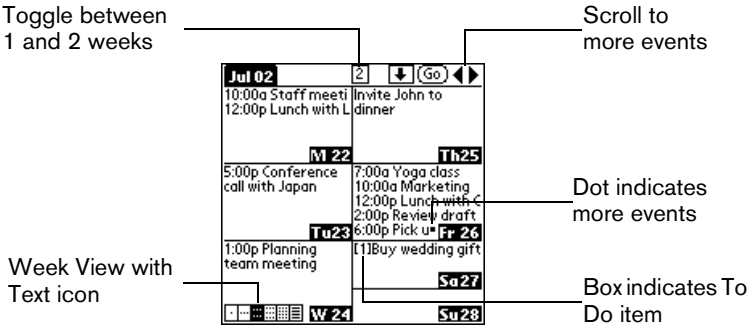 Toggle between
1 and 2 weeks
Scroll to
more events
Jul 02
2
Go
10:00a Staff meeti
12:00p Lunch with L
M 22
Invite John to
dinner
Th25
5:00p Conference
call with Japan
Tu23
7:00a Yoga class
10:00a Marketing
12:00p Lunch with C
2:00p Review draft
6:00p Pick u
Fr 26
Dot indicates
more events
1:00p Planning
team meeting
W 24
[1]Buy wedding gift
Sa27
Su28
Week View with
Text icon
Box indicates To
Do item